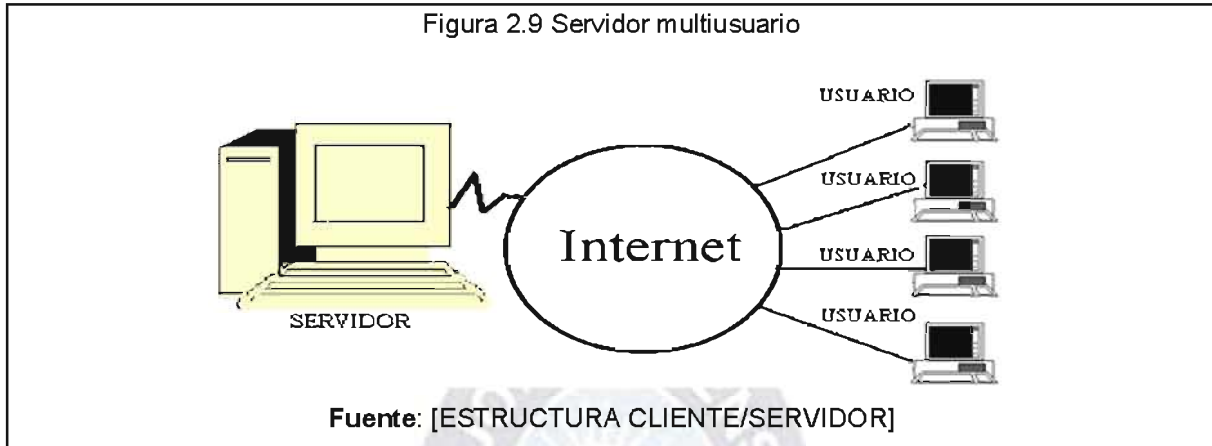 Figura 2.9 Servidor multiusuario
USUARIO
USUARIO
Internet
USUARIO
SERVIDOR
USUARIO
Fuente: [ESTRUCTURA CLIENTE/SERVIDOR]